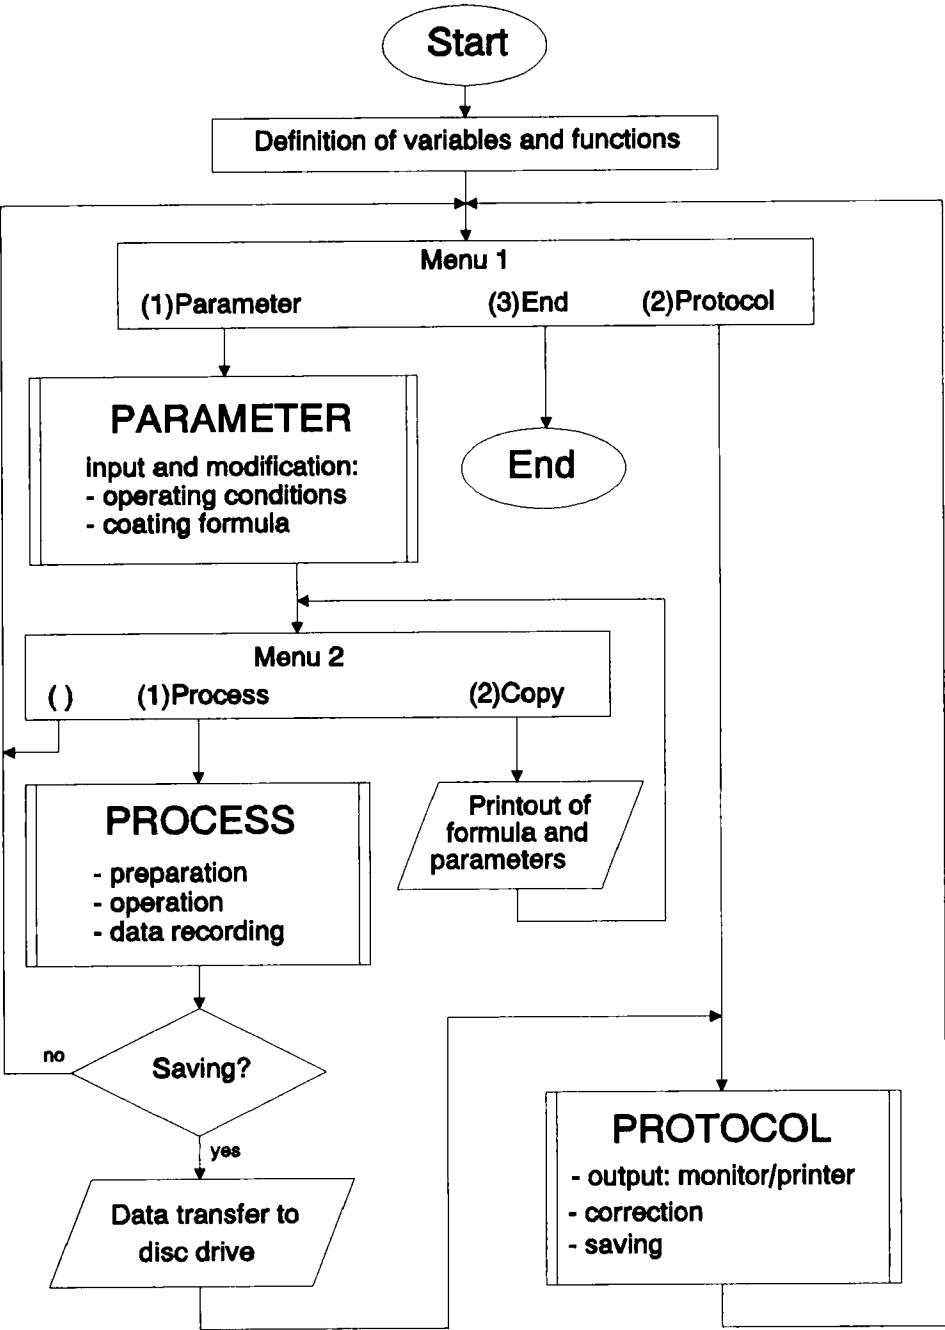 Start
Definition of variables and functions
Menu 1
(1)Parameter (3)End (2)Protocol
PARAMETER
input and modification:
- operating conditions
- coating formula
End
Menu 2
( ) (1)Process (2)Copy
PROCESS
- preparation
- operation
- data recording
Printout of
formula and
parameters
no
Saving?
yes
Data transfer to
disc drive
PROTOCOL
- output: monitor/printer
- correction
- saving